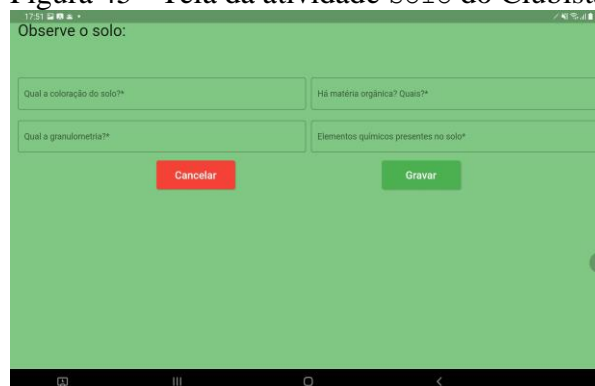 Figura 43 – Tela da atividade Solo do Clubista
17:51
Observe o solo:
Qual a coloração do solo?*
Há matéria orgânica? Quais?*
Qual a granulometria?*
Elementos químicos presentes no solo*
Cancelar
Gravar